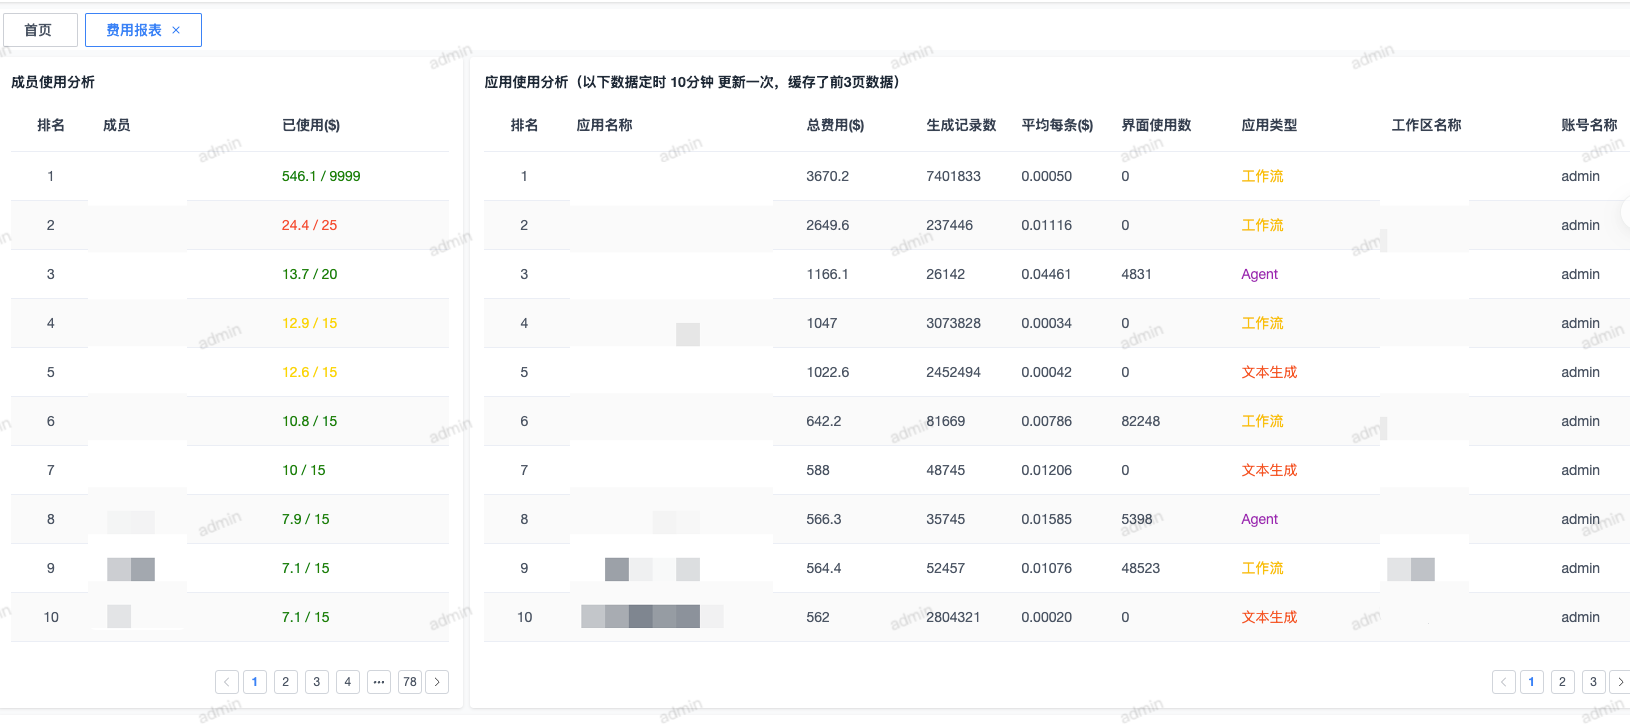 首页
费用报表 ×
成员使用分析
排名 成员 已使用($)
1 546.1 / 9999
2 24.4 / 25
3 13.7 / 20
4 12.9 / 15
5 12.6 / 15
6 10.8 / 15
7 10 / 15
8 7.9 / 15
9 7.1 / 15
10 7.1 / 15
< 1 2 3 4 ••• 78 >
应用使用分析（以下数据定时 10分钟 更新一次，缓存了前3页数据）
排名 应用名称 总费用($) 生成记录数 平均每条($) 界面使用数 应用类型 工作区名称 账号名称
1 3670.2 7401833 0.00050 0 工作流 admin
2 2649.6 237446 0.01116 0 工作流 admin
3 1166.1 26142 0.04461 4831 Agent admin
4 1047 3073828 0.00034 0 工作流 admin
5 1022.6 2452494 0.00042 0 文本生成 admin
6 642.2 81669 0.00786 82248 工作流 admin
7 588 48745 0.01206 0 文本生成 admin
8 566.3 35745 0.01585 5398 Agent admin
9 564.4 52457 0.01076 48523 工作流 admin
10 562 2804321 0.00020 0 文本生成 admin
< 1 2 3 >